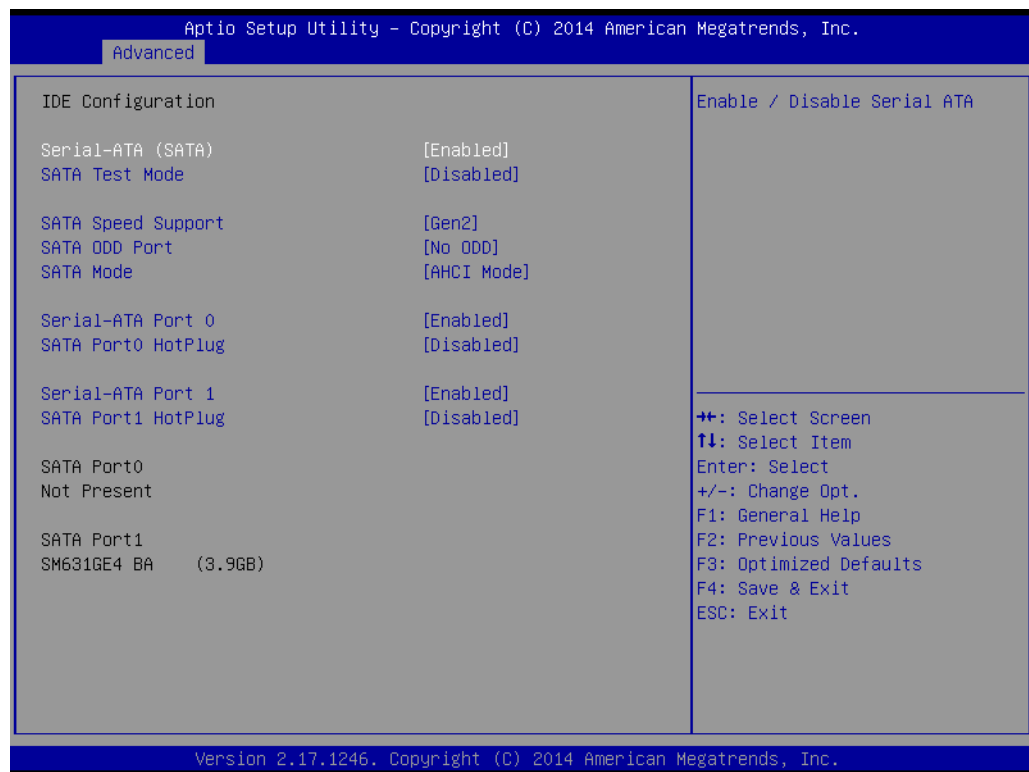 Aptio Setup Utility – Copyright (C) 2014 American Megatrends, Inc.
Advanced
IDE Configuration
Serial-ATA (SATA) [Enabled]
SATA Test Mode [Disabled]
SATA Speed Support [Gen2]
SATA ODD Port [No ODD]
SATA Mode [AHCI Mode]
Serial-ATA Port 0 [Enabled]
SATA Port0 HotPlug [Disabled]
Serial-ATA Port 1 [Enabled]
SATA Port1 HotPlug [Disabled]
SATA Port0
Not Present
SATA Port1
SM631GE4 BA (3.9GB)
Enable / Disable Serial ATA
→←: Select Screen
↑↓: Select Item
Enter: Select
+/-: Change Opt.
F1: General Help
F2: Previous Values
F3: Optimized Defaults
F4: Save & Exit
ESC: Exit
Version 2.17.1246. Copyright (C) 2014 American Megatrends, Inc.